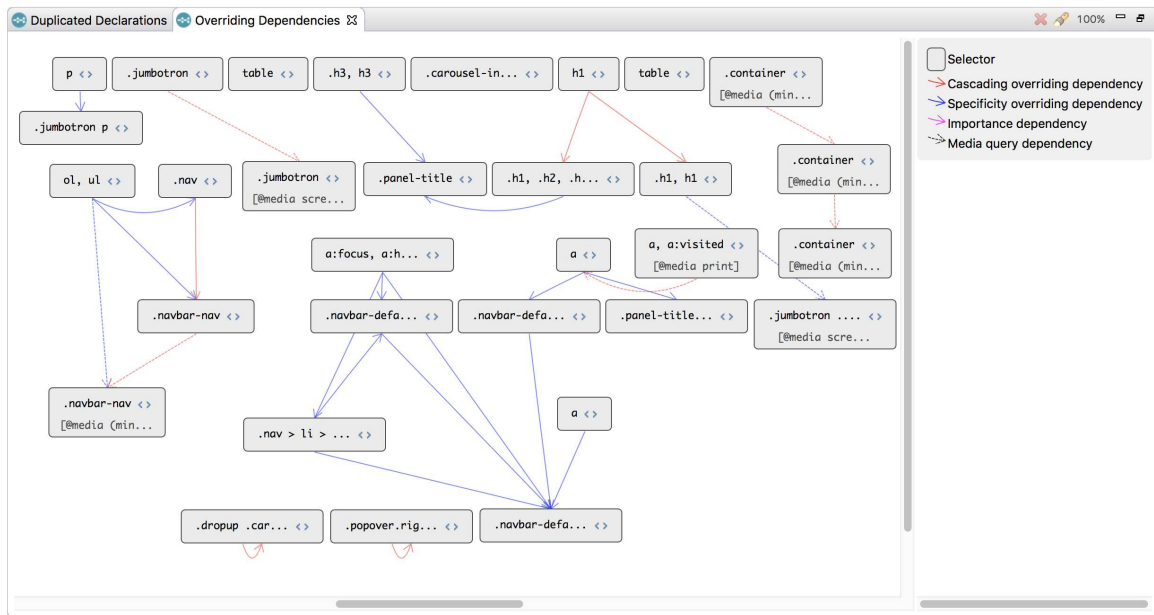 Duplicated Declarations
Overriding Dependencies
100%
p <>
.jumbotron <>
table <>
.h3, h3 <>
.carousel-in... <>
h1 <>
table <>
.container <>
[@media (min...
.jumbotron p <>
ol, ul <>
.nav <>
.jumbotron <>
[@media scre...
.panel-title <>
.h1, .h2, .h... <>
.h1, h1 <>
.container <>
[@media (min...
a:focus, a:h... <>
a <>
a, a:visited <>
[@media print]
.container <>
[@media (min...
.navbar-nav <>
.navbar-defa... <>
.navbar-defa... <>
.panel-title... <>
.jumbotron .... <>
[@media scre...
.navbar-nav <>
[@media (min...
.nav > li > ... <>
a <>
.dropup .car... <>
.popover.rig... <>
.navbar-defa... <>
Selector
Cascading overriding dependency
Specificity overriding dependency
Importance dependency
Media query dependency